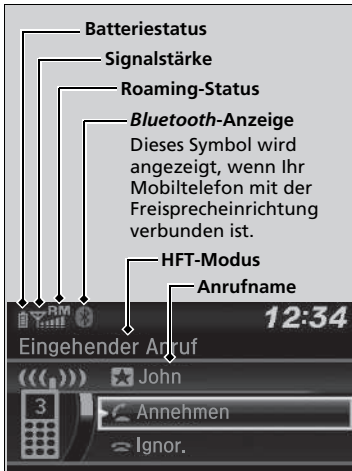 Batteriestatus
Signalstärke
Roaming-Status
Bluetooth-Anzeige
Dieses Symbol wird
angezeigt, wenn Ihr
Mobiltelefon mit der
Freisprecheinrichtung
verbunden ist.
HFT-Modus
Anrufname
RM
12:34
Eingehender Anruf
John
3
Annehmen
Ignor.